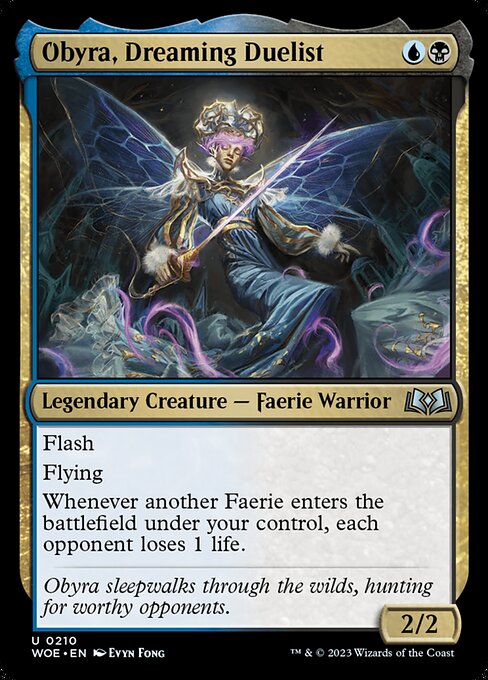 Obyra, Dreaming Duelist
Legendary Creature — Faerie Warrior
Flash
Flying
Whenever another Faerie enters the
battlefield under your control, each
opponent loses 1 life.
Obyra sleepwalks through the wilds, hunting
for worthy opponents.
2/2
U 0210
WOE • EN Evyn Fong
™ & © 2023 Wizards of the Coast